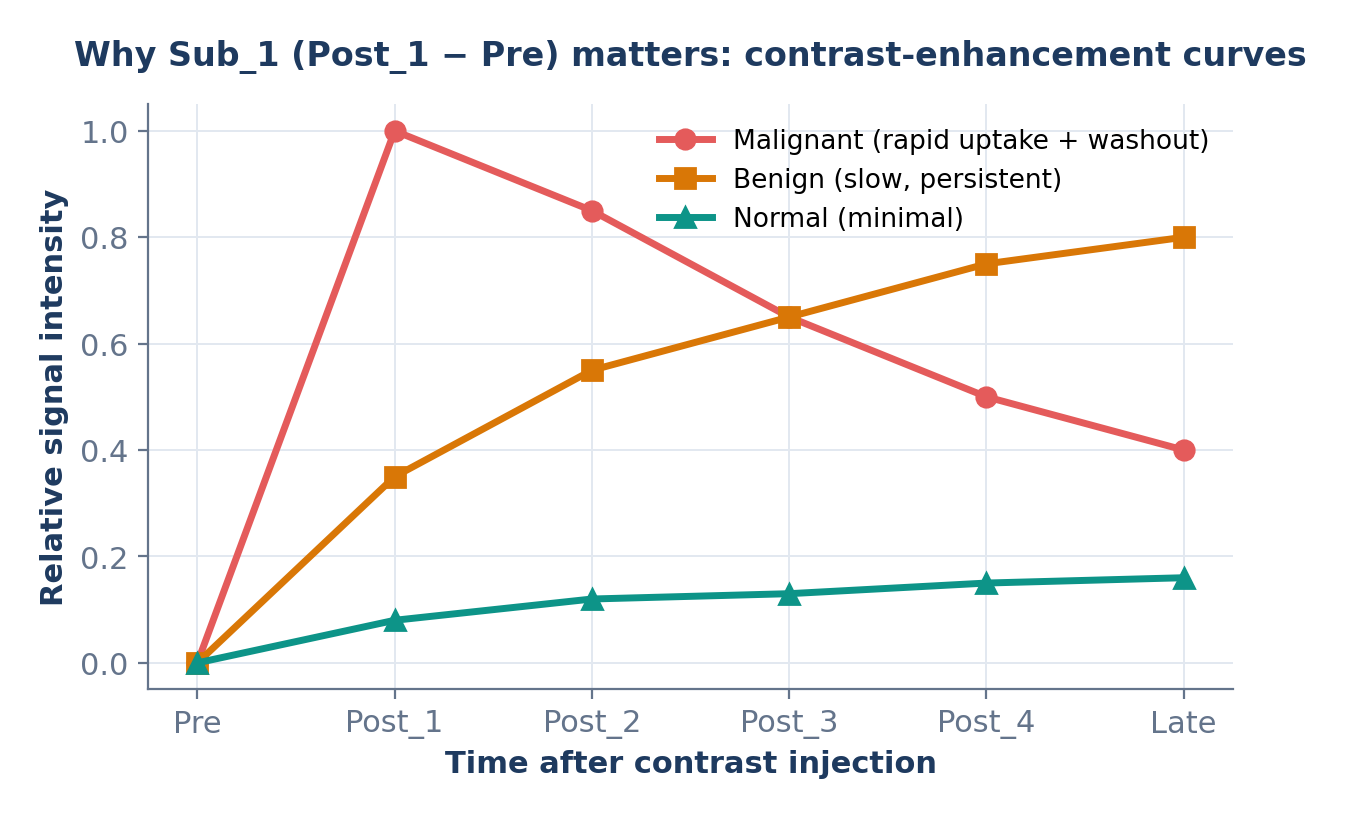 Why Sub_1 (Post_1 − Pre) matters: contrast-enhancement curves
Malignant (rapid uptake + washout)
Benign (slow, persistent)
Normal (minimal)
Relative signal intensity
1.0
0.8
0.6
0.4
0.2
0.0
Pre Post_1 Post_2 Post_3 Post_4 Late
Time after contrast injection